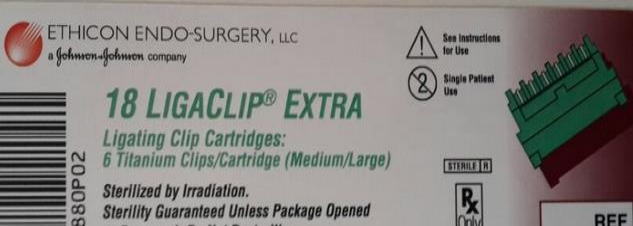 ETHICON ENDO-SURGERY, LLC
a Johnson & Johnson company
See Instructions
for Use
2
Single Patient
Use
18 LIGACLIP® EXTRA
Ligating Clip Cartridges:
6 Titanium Clips/Cartridge (Medium/Large)
STERILE R
Sterilized by Irradiation.
Sterility Guaranteed Unless Package Opened
880P02
Rx
Only
REF